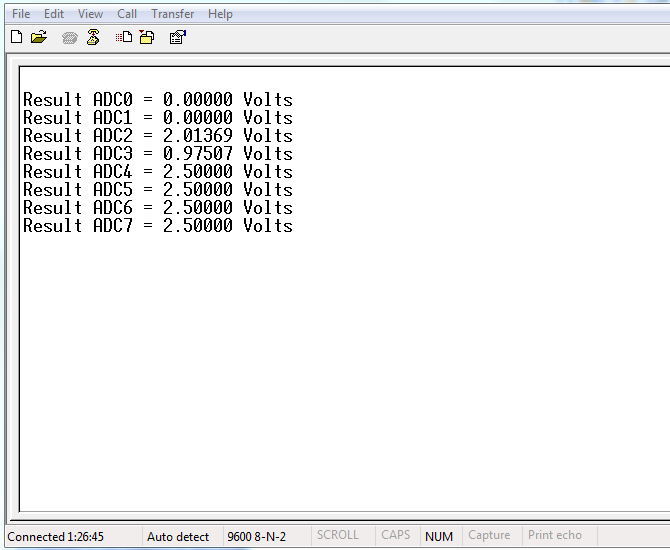 File Edit View Call Transfer Help
Result ADC0 = 0.00000 Volts
Result ADC1 = 0.00000 Volts
Result ADC2 = 2.01369 Volts
Result ADC3 = 0.97507 Volts
Result ADC4 = 2.50000 Volts
Result ADC5 = 2.50000 Volts
Result ADC6 = 2.50000 Volts
Result ADC7 = 2.50000 Volts
Connected 1:26:45 Auto detect 9600 8-N-2 SCROLL CAPS NUM Capture Print echo